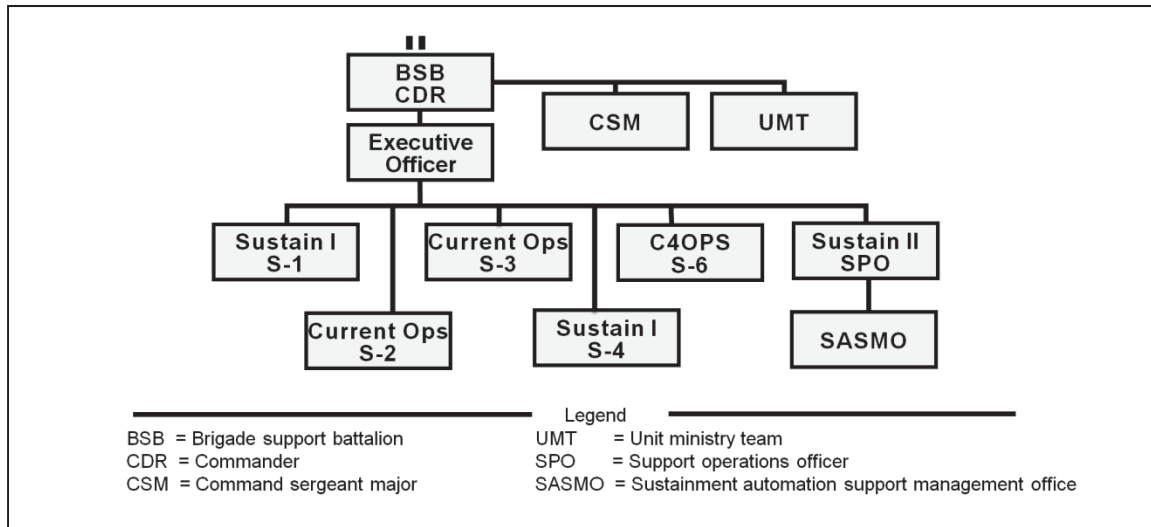 BSB
CDR
CSM
UMT
Executive
Officer
Sustain I
S-1
Current Ops
S-3
C4OPS
S-6
Sustain II
SPO
Current Ops
S-2
Sustain I
S-4
SASMO
Legend
BSB = Brigade support battalion
CDR = Commander
CSM = Command sergeant major
UMT = Unit ministry team
SPO = Support operations officer
SASMO = Sustainment automation support management office